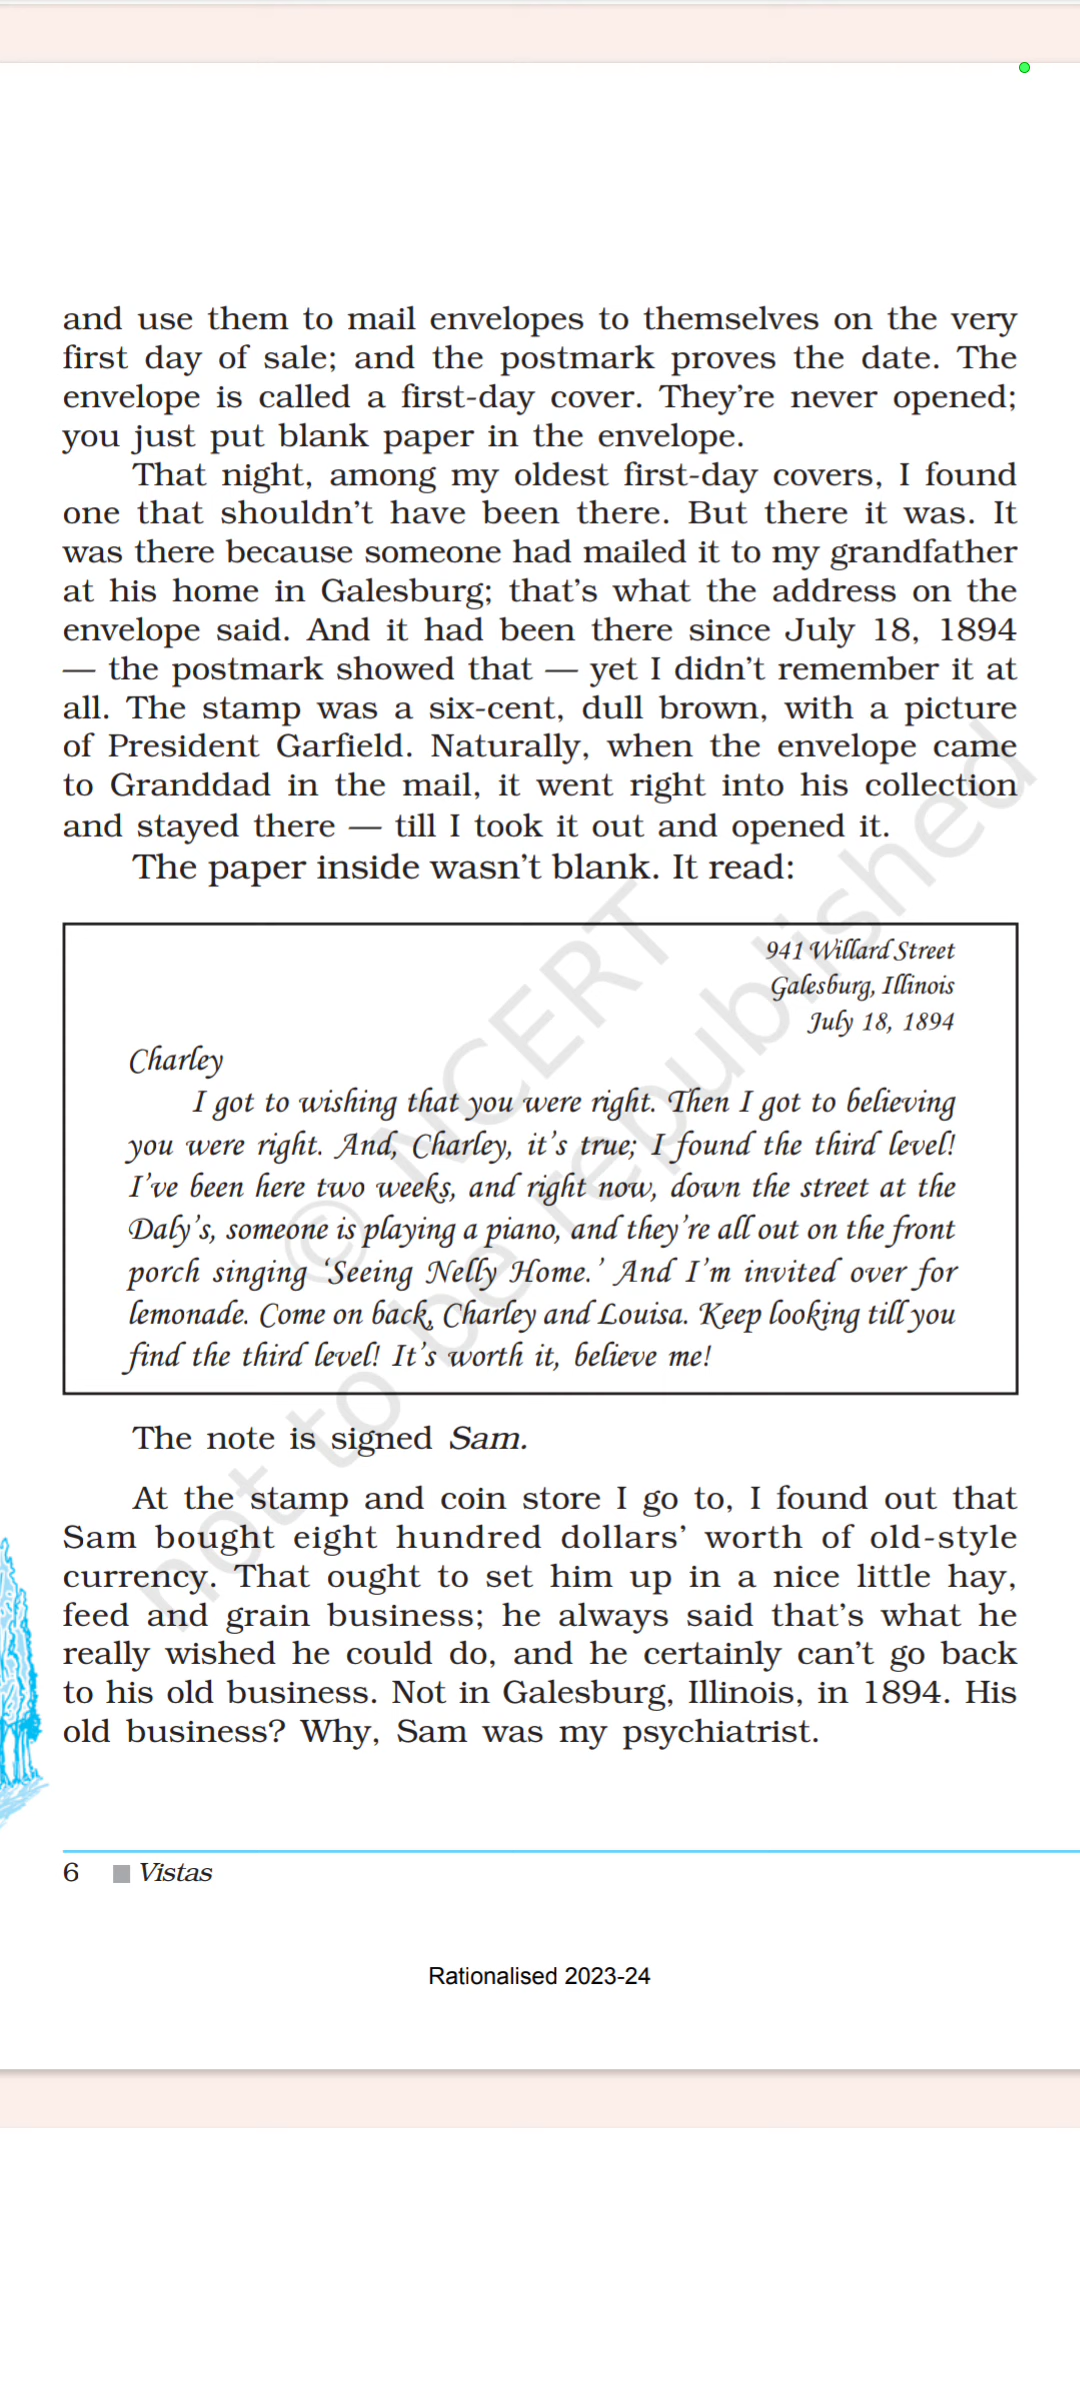 and use them to mail envelopes to themselves on the very
first day of sale; and the postmark proves the date. The
envelope is called a first-day cover. They’re never opened;
you just put blank paper in the envelope.
That night, among my oldest first-day covers, I found
one that shouldn’t have been there. But there it was. It
was there because someone had mailed it to my grandfather
at his home in Galesburg; that’s what the address on the
envelope said. And it had been there since July 18, 1894
— the postmark showed that — yet I didn’t remember it at
all. The stamp was a six-cent, dull brown, with a picture
of President Garfield. Naturally, when the envelope came
to Granddad in the mail, it went right into his collection
and stayed there — till I took it out and opened it.
The paper inside wasn’t blank. It read:
941 Willard Street
Galesburg, Illinois
July 18, 1894
Charley
I got to wishing that you were right. Then I got to believing
you were right. And, Charley, it’s true; I found the third level!
I’ve been here two weeks, and right now, down the street at the
Daly’s, someone is playing a piano, and they’re all out on the front
porch singing ‘Seeing Nelly Home.’ And I’m invited over for
lemonade. Come on back, Charley and Louisa. Keep looking till you
find the third level! It’s worth it, believe me!
The note is signed Sam.
At the stamp and coin store I go to, I found out that
Sam bought eight hundred dollars’ worth of old-style
currency. That ought to set him up in a nice little hay,
feed and grain business; he always said that’s what he
really wished he could do, and he certainly can’t go back
to his old business. Not in Galesburg, Illinois, in 1894. His
old business? Why, Sam was my psychiatrist.
6 Vistas
Rationalised 2023-24
© NCERT
not to be republished